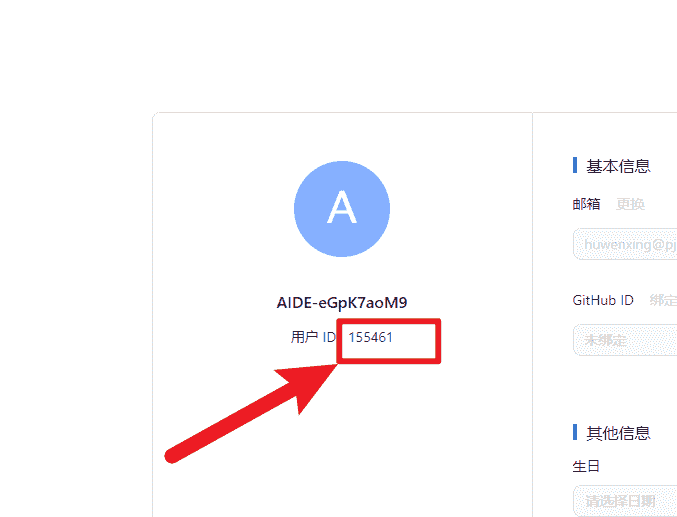 A
AIDE-eGpK7aoM9
用户 ID 155461
基本信息
邮箱 更换
huwenxing@pj
GitHub ID 绑定
未绑定
其他信息
生日
请选择日期